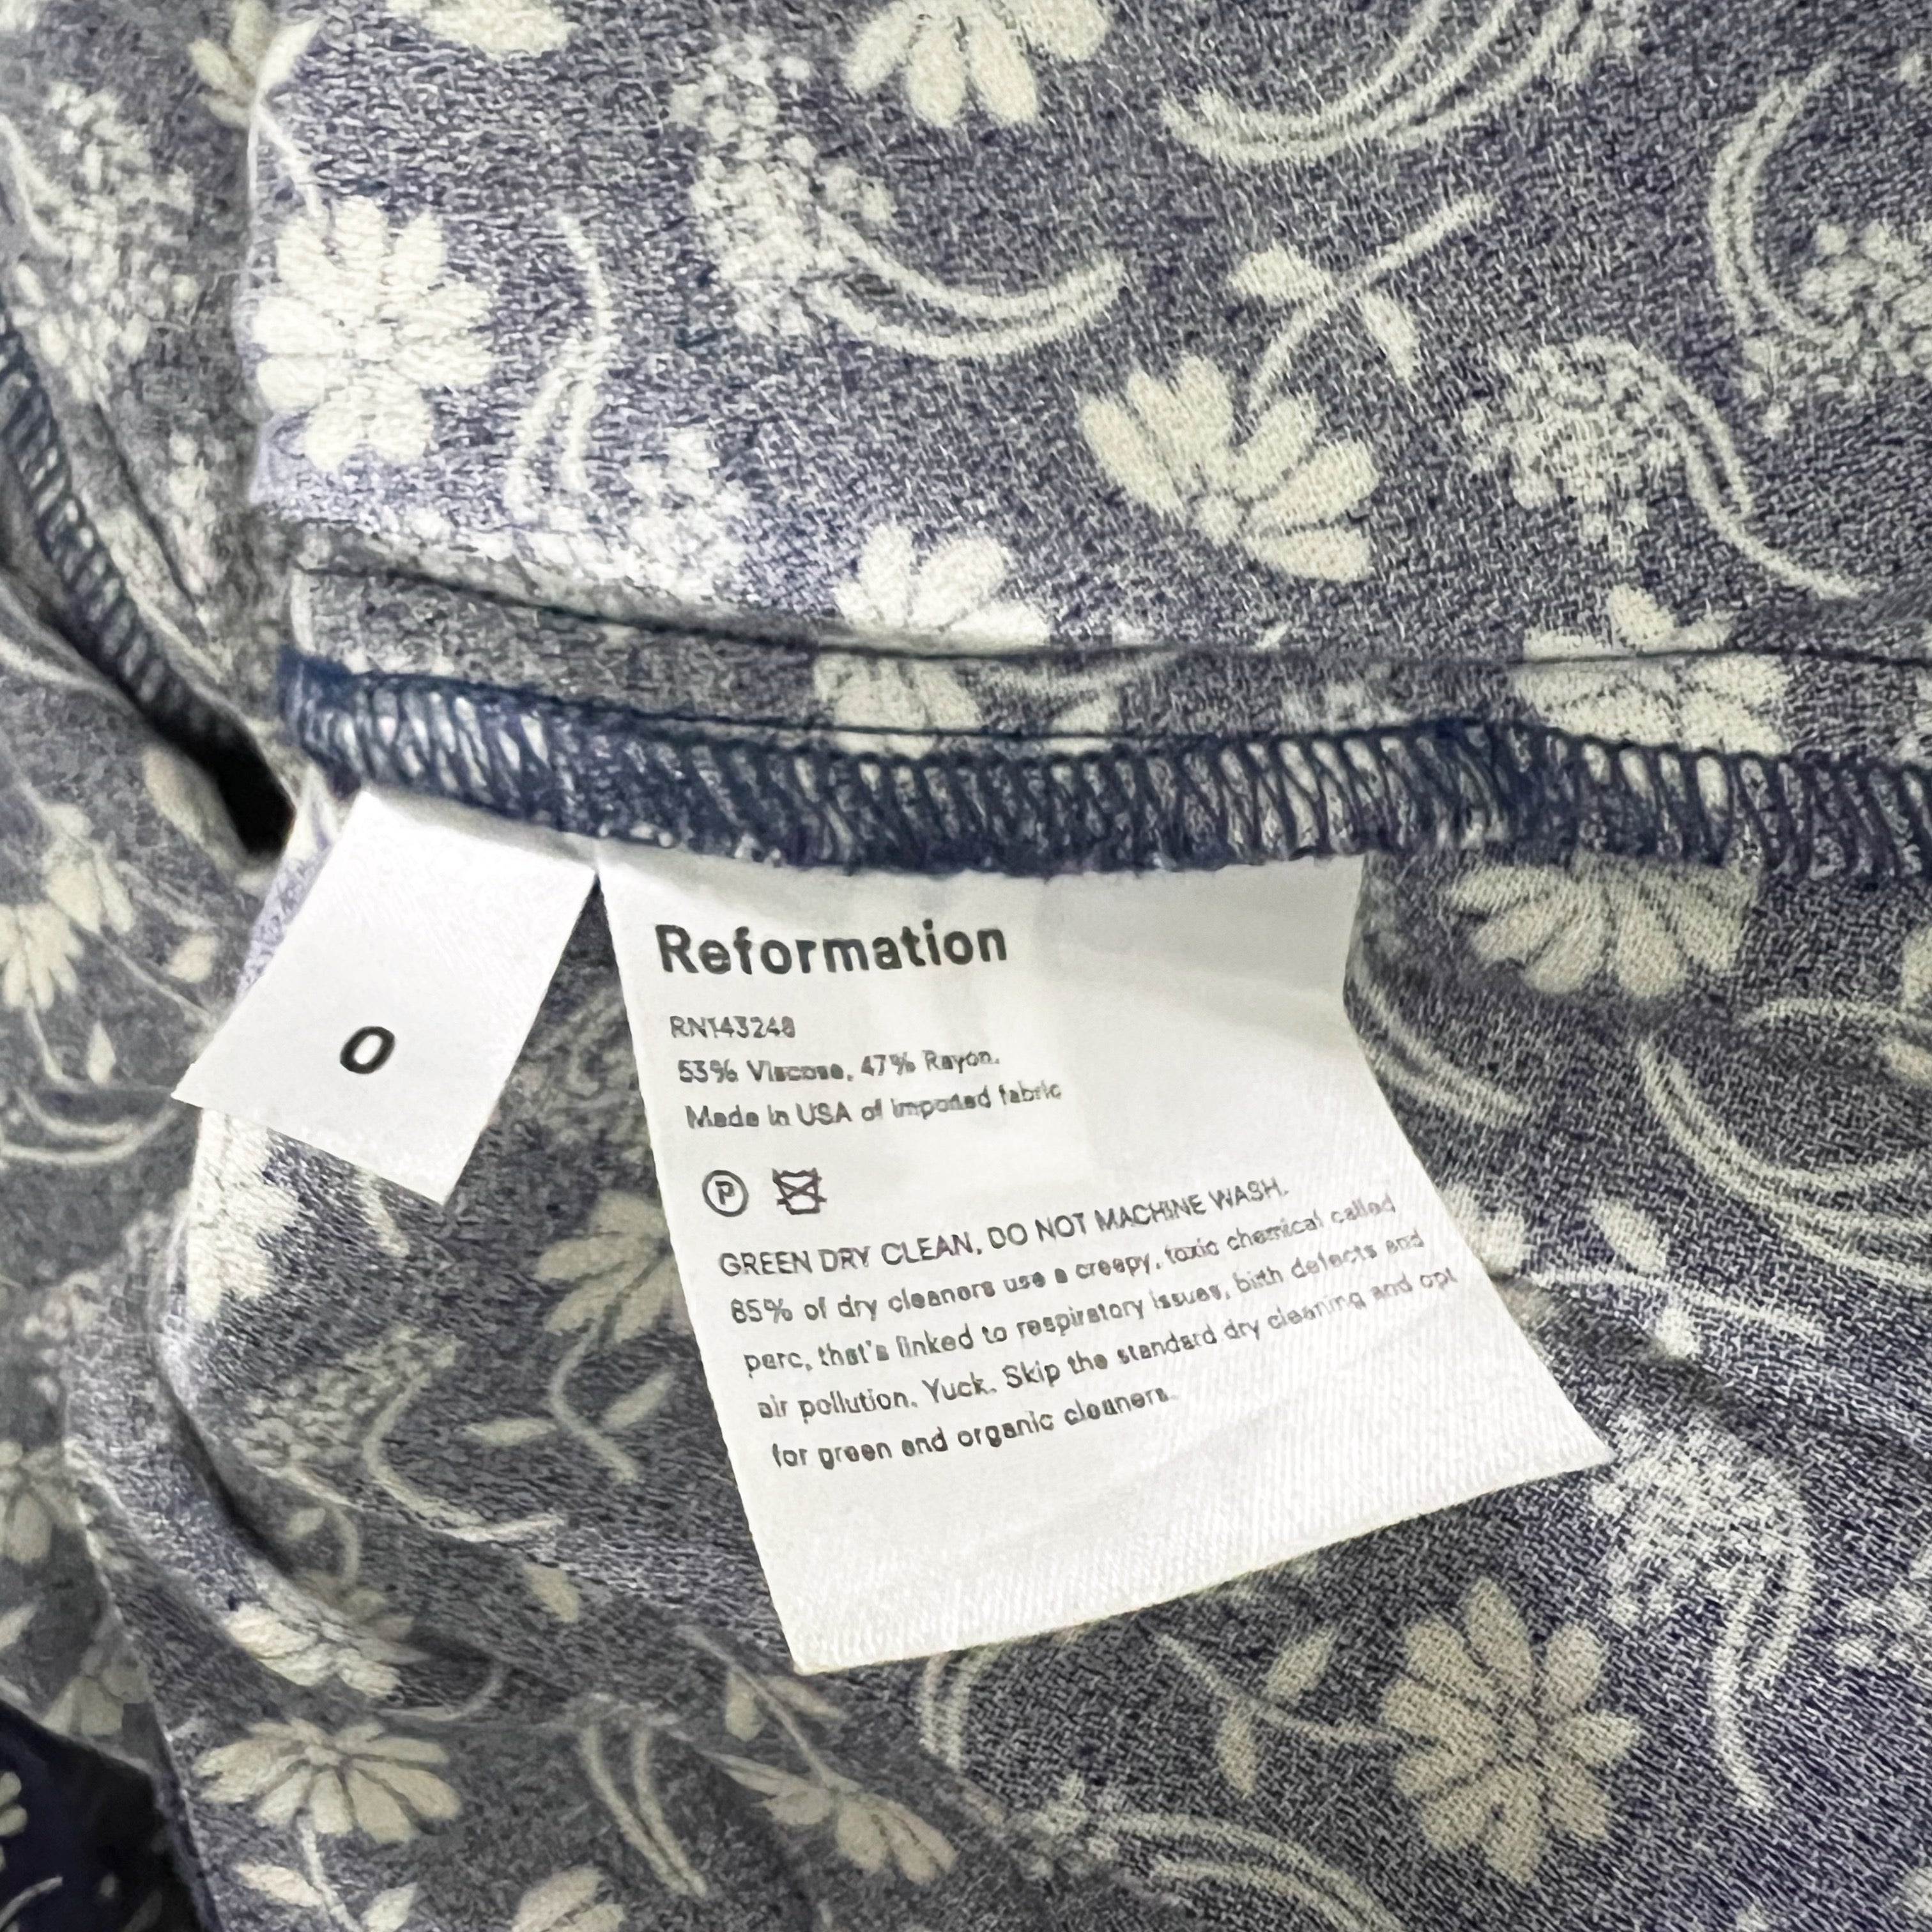 0
Reformation
RN143248
53% Viscose, 47% Rayon.
Made in USA of imported fabric
P
GREEN DRY CLEAN, DO NOT MACHINE WASH.
85% of dry cleaners use a creepy, toxic chemical called
perc, that's linked to respiratory issues, birth defects and
air pollution. Yuck. Skip the standard dry cleaning and opt
for green and organic cleaners.